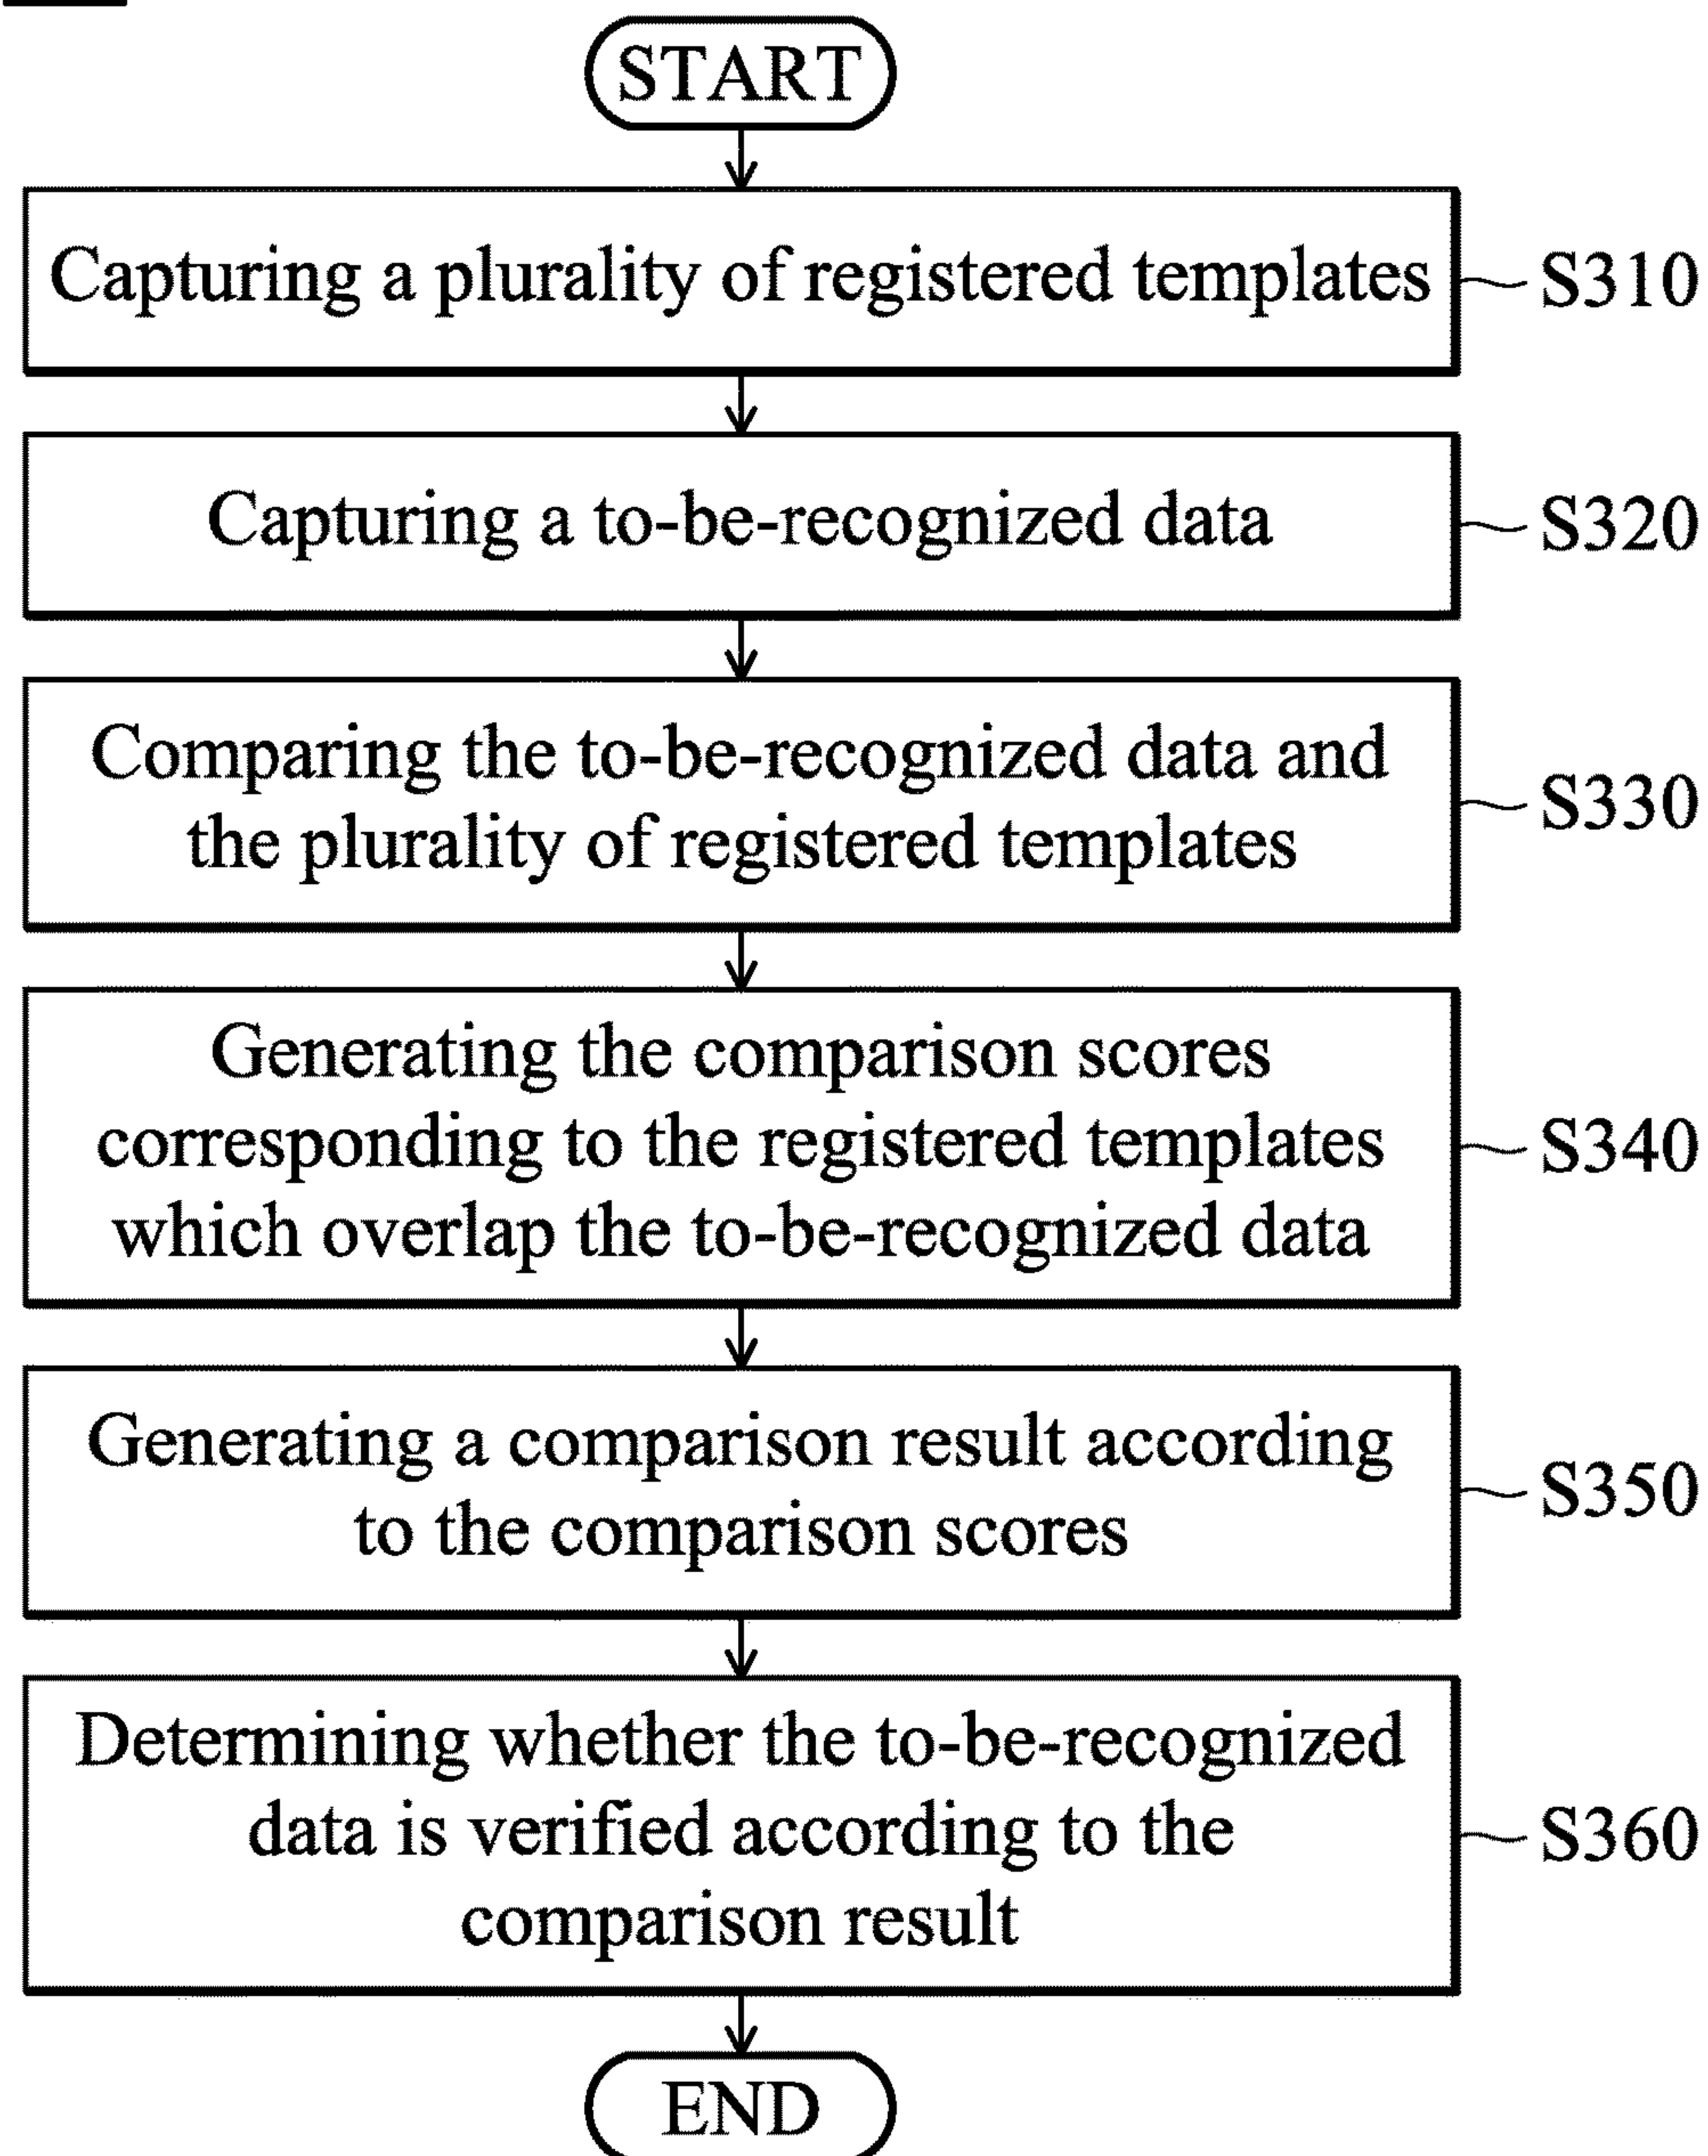 START
Capturing a plurality of registered templates
S310
Capturing a to-be-recognized data
S320
Comparing the to-be-recognized data and
the plurality of registered templates
S330
Generating the comparison scores
corresponding to the registered templates
which overlap the to-be-recognized data
S340
Generating a comparison result according
to the comparison scores
S350
Determining whether the to-be-recognized
data is verified according to the
comparison result
S360
END